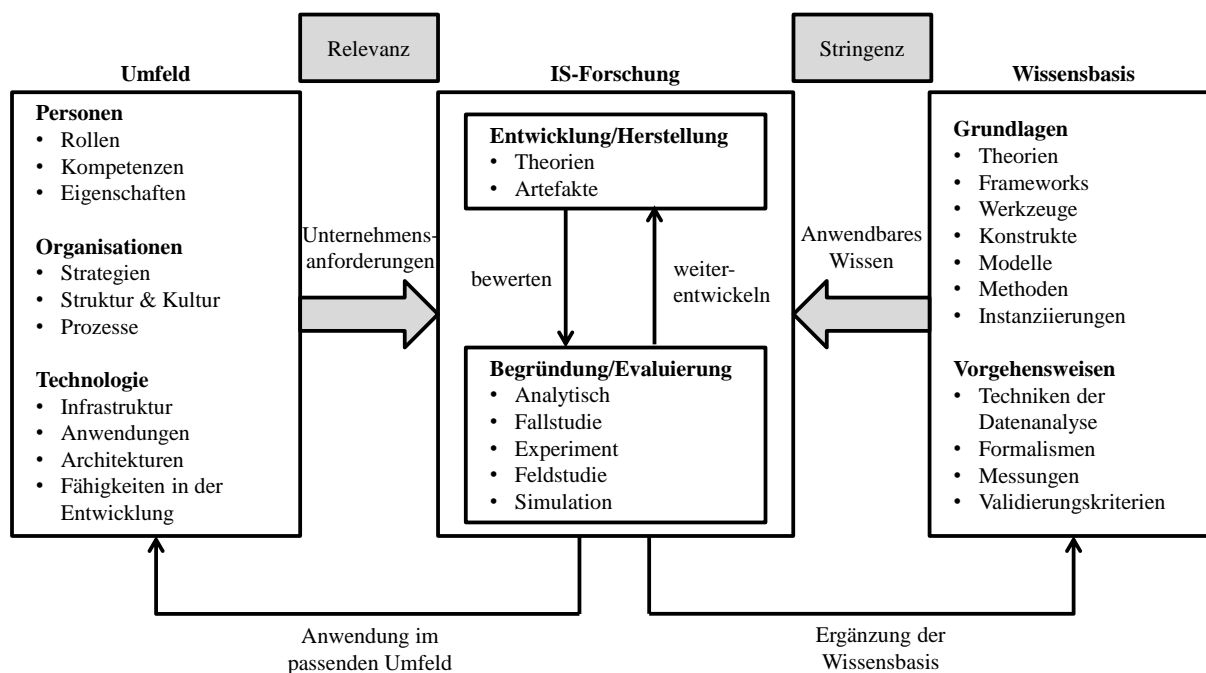 Relevanz
Stringenz
Umfeld
IS-Forschung
Wissensbasis
Personen
• Rollen
• Kompetenzen
• Eigenschaften
Organisationen
• Strategien
• Struktur & Kultur
• Prozesse
Technologie
• Infrastruktur
• Anwendungen
• Architekturen
• Fähigkeiten in der
Entwicklung
Unternehmens-
anforderungen
Entwicklung/Herstellung
• Theorien
• Artefakte
bewerten
weiter-
entwickeln
Begründung/Evaluierung
• Analytisch
• Fallstudie
• Experiment
• Feldstudie
• Simulation
Anwendbares
Wissen
Grundlagen
• Theorien
• Frameworks
• Werkzeuge
• Konstrukte
• Modelle
• Methoden
• Instanziierungen
Vorgehensweisen
• Techniken der
Datenanalyse
• Formalismen
• Messungen
• Validierungskriterien
Anwendung im
passenden Umfeld
Ergänzung der
Wissensbasis